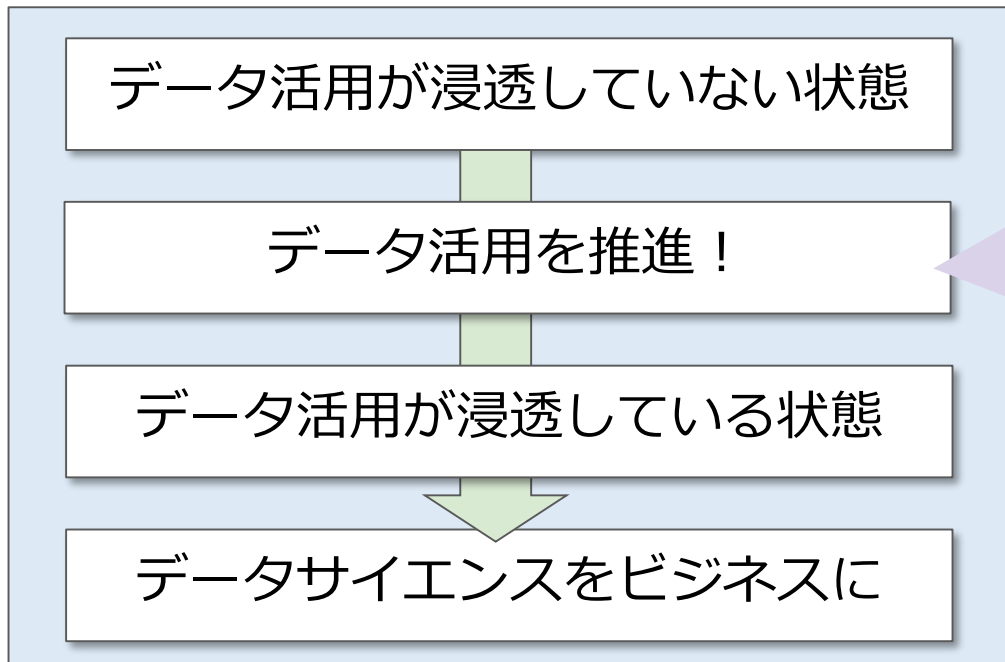 データ活用が浸透していない状態
データ活用を推進！
データ活用が浸透している状態
データサイエンスをビジネスに